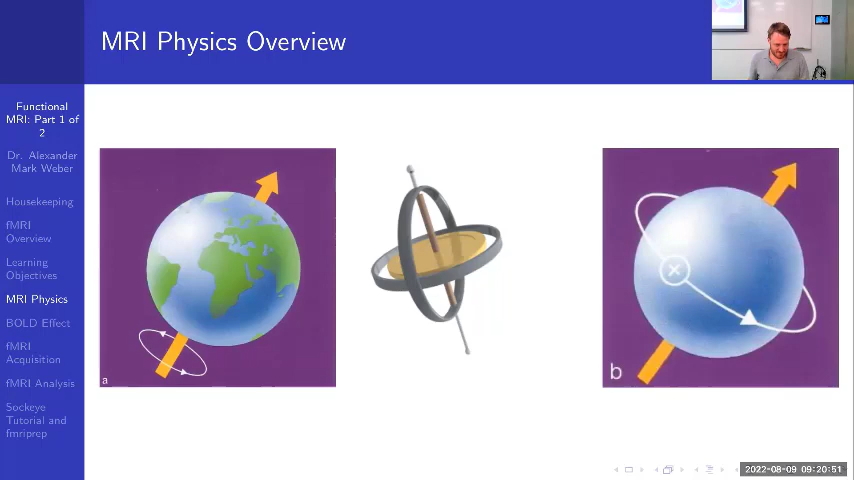 MRI Physics Overview
Functional
MRI: Part 1 of
2
Dr. Alexander
Mark Weber
Housekeeping
fMRI
Overview
Learning
Objectives
MRI Physics
BOLD Effect
fMRI
Acquisition
fMRI Analysis
Sockeye
Tutorial and
fmriprep
a
b
2022-08-09 09:20:51